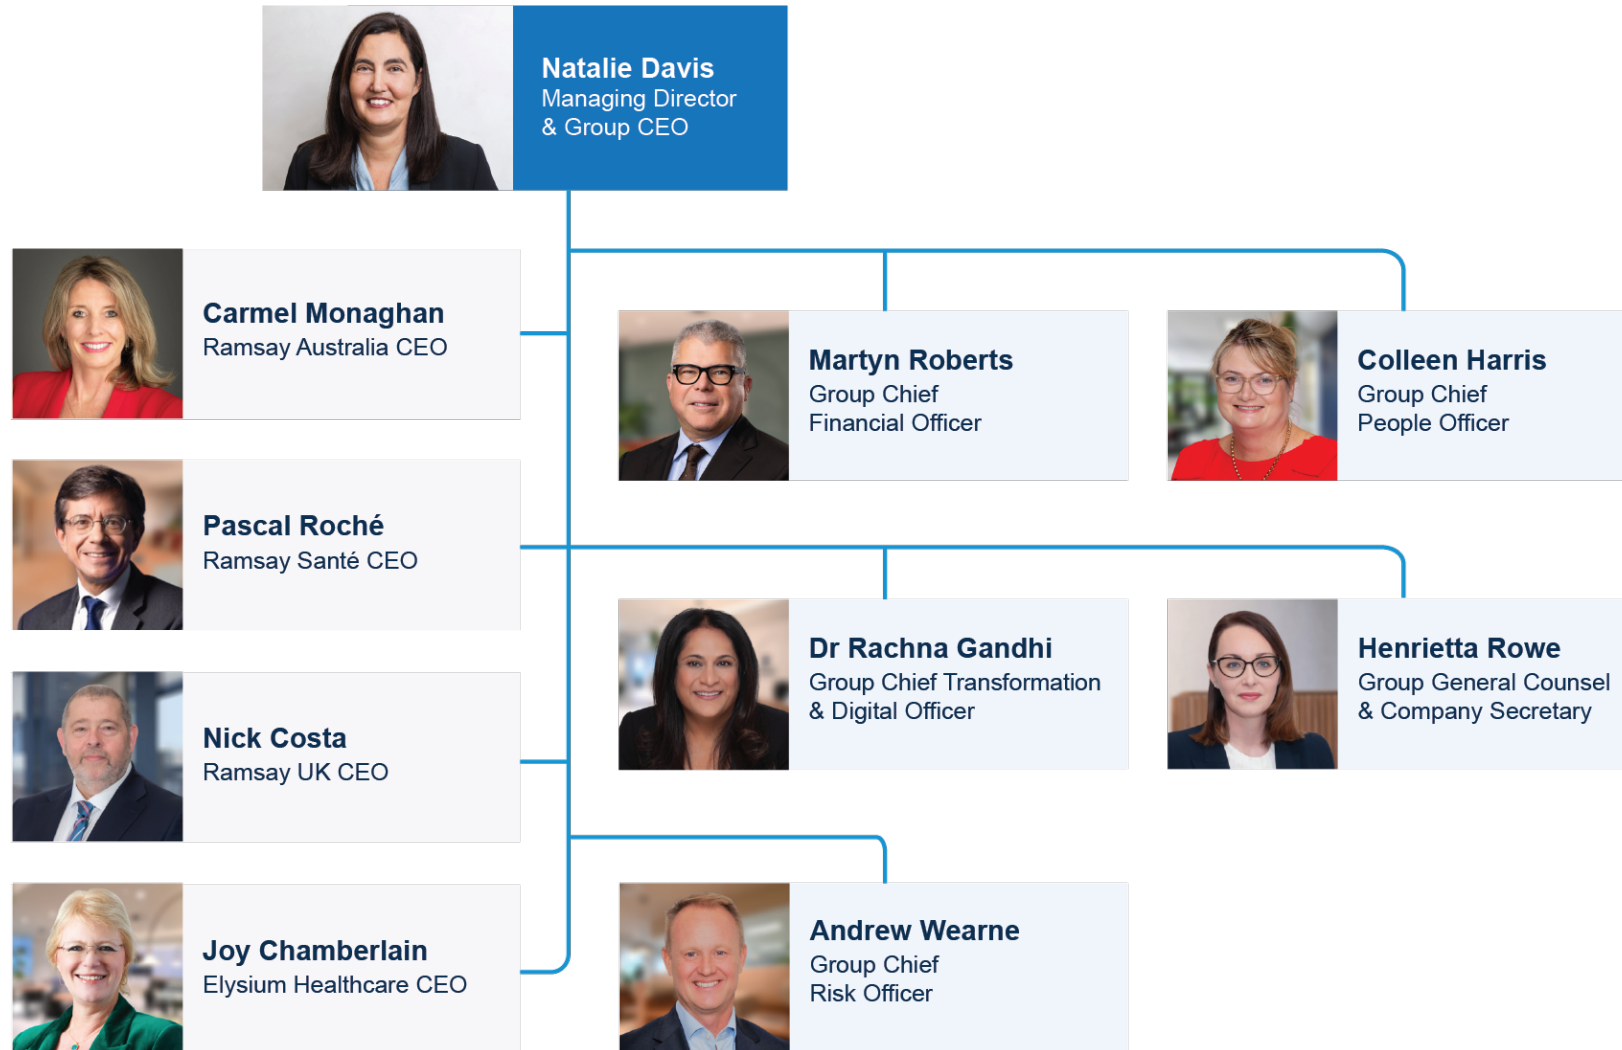 Natalie Davis
Managing Director
& Group CEO
Carmel Monaghan
Ramsay Australia CEO
Martyn Roberts
Group Chief
Financial Officer
Colleen Harris
Group Chief
People Officer
Pascal Roché
Ramsay Santé CEO
Dr Rachna Gandhi
Group Chief Transformation
& Digital Officer
Henrietta Rowe
Group General Counsel
& Company Secretary
Nick Costa
Ramsay UK CEO
Joy Chamberlain
Elysium Healthcare CEO
Andrew Wearne
Group Chief
Risk Officer